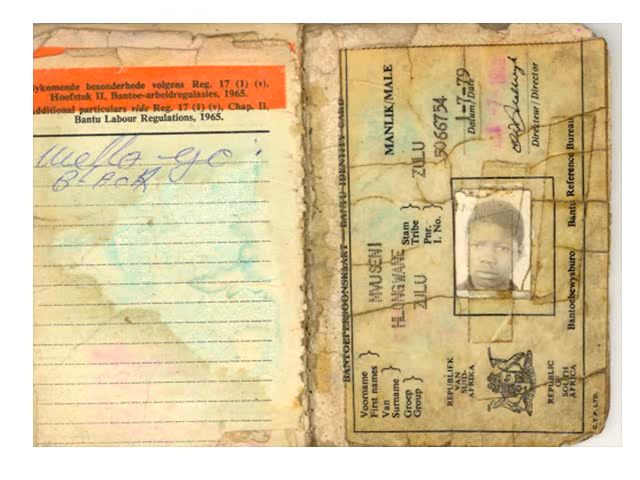 ykomende besonderhede volgens Reg. 17 (1) (v),
Hoofstuk II, Bantoe-arbeidregulasies, 1965.
dditional particulars vide Reg. 17 (1) (v), Chap. II,
Bantu Labour Regulations, 1965.
BANTOEPERSOONSKAART — BANTU IDENTITY CARD
Voorname
First names } MVUSENI
Van
Surname } HLONGWANE
Groep
Group } ZULU
Stam
Tribe } ZULU
Pnr.
I. No. } 5066754
MANLIK/MALE
1-7-79
Datum/Date
Direkteur/Director
REPUBLIEK
VAN
SUID-
AFRIKA
REPUBLIC
OF
SOUTH
AFRICA
Bantoebewysburo Bantu Reference Bureau
G.T.P. LTD.